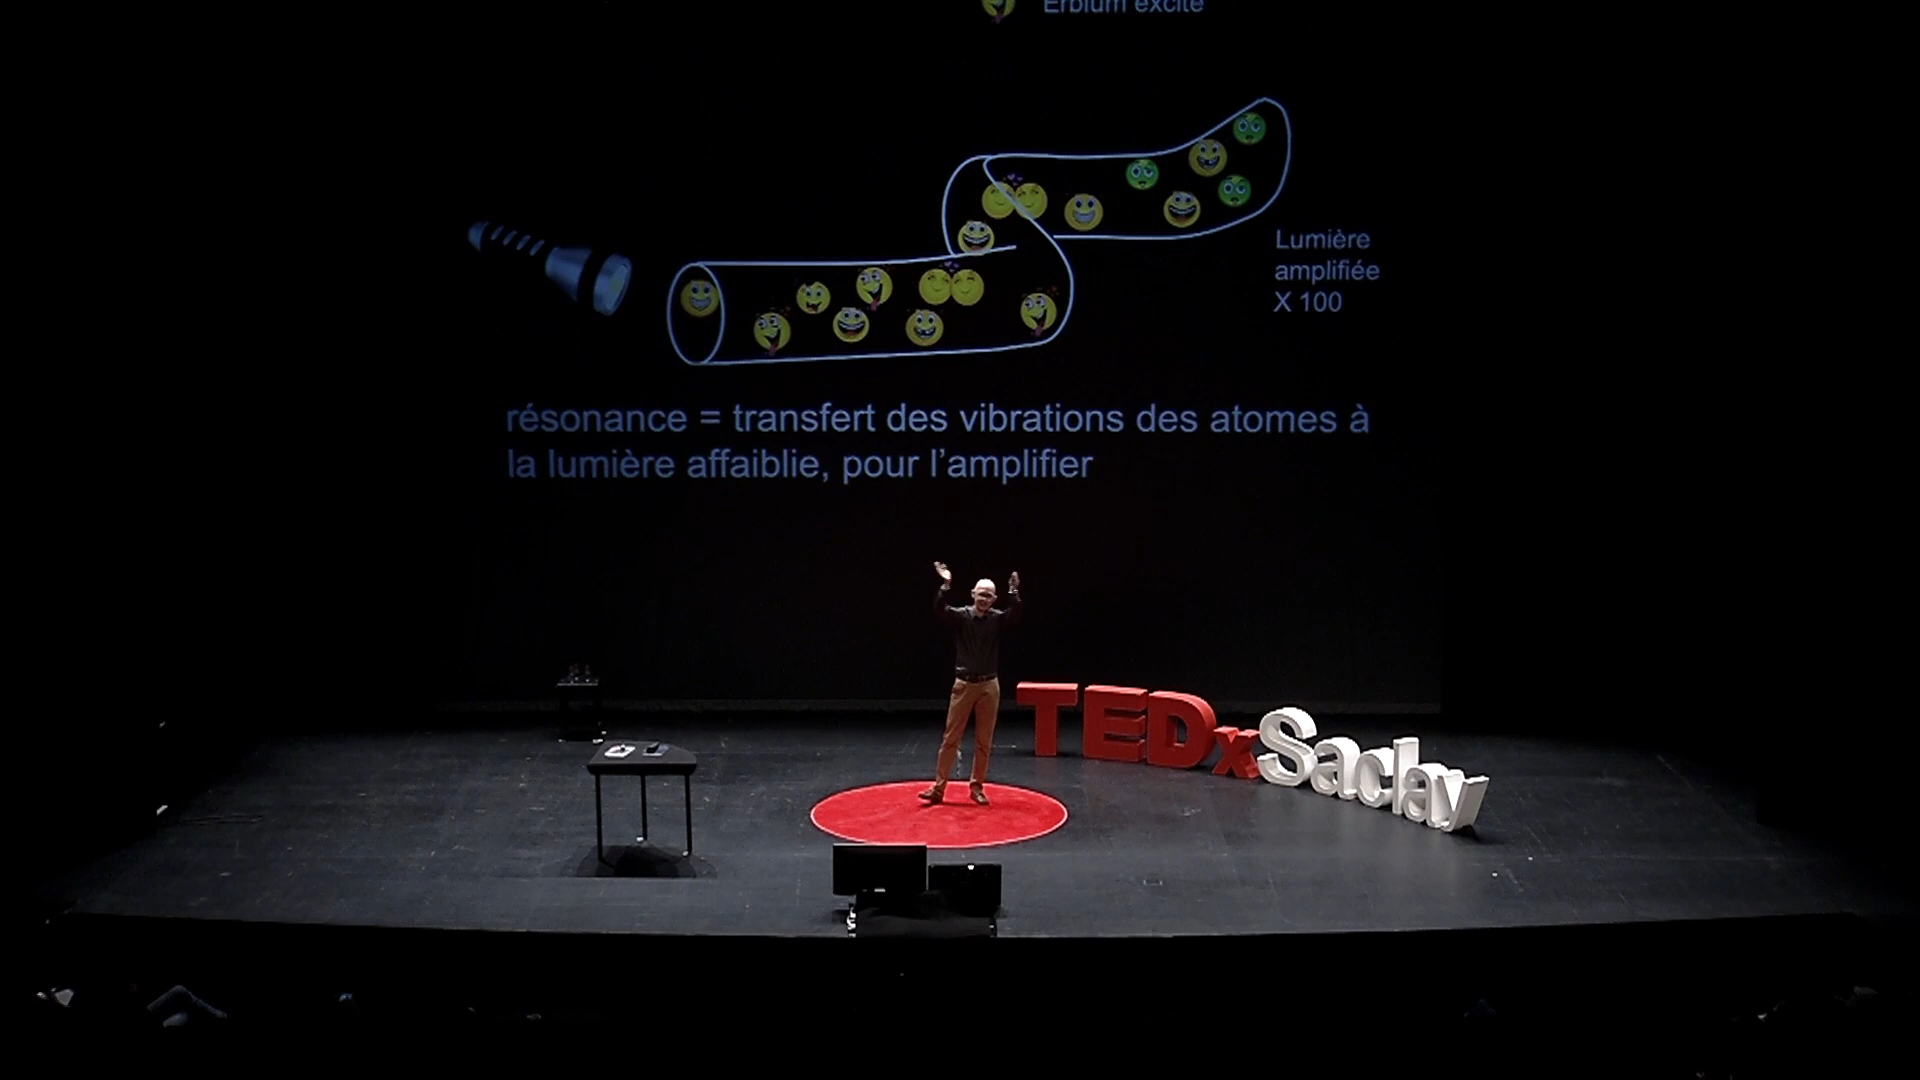 Erbium excité
Lumière
amplifiée
X 100
résonance = transfert des vibrations des atomes à
la lumière affaiblie, pour l'amplifier
TEDxSaclay